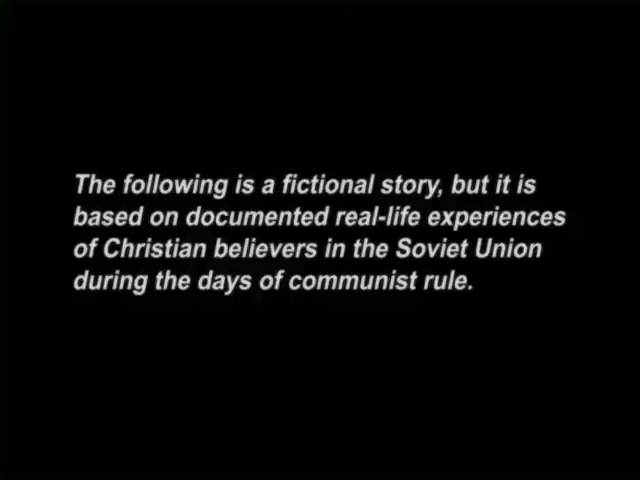 The following is a fictional story, but it is
based on documented real-life experiences
of Christian believers in the Soviet Union
during the days of communist rule.